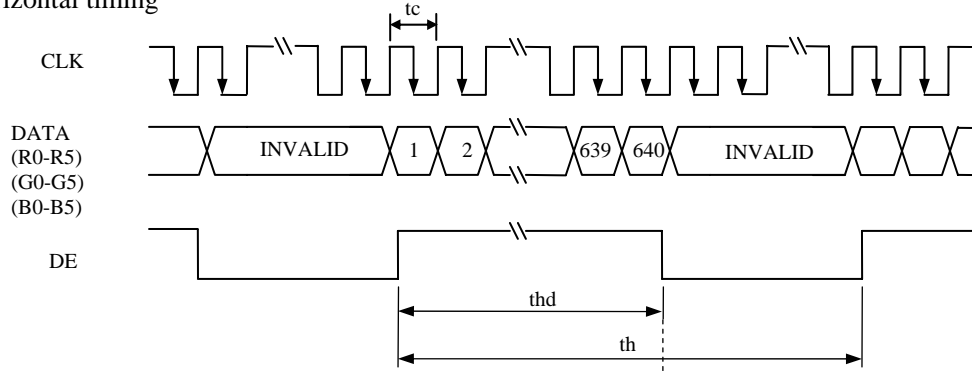 rizontal timing
tc
CLK
DATA
(R0-R5)
(G0-G5)
(B0-B5)
INVALID 1 2 639 640 INVALID
DE
thd
th